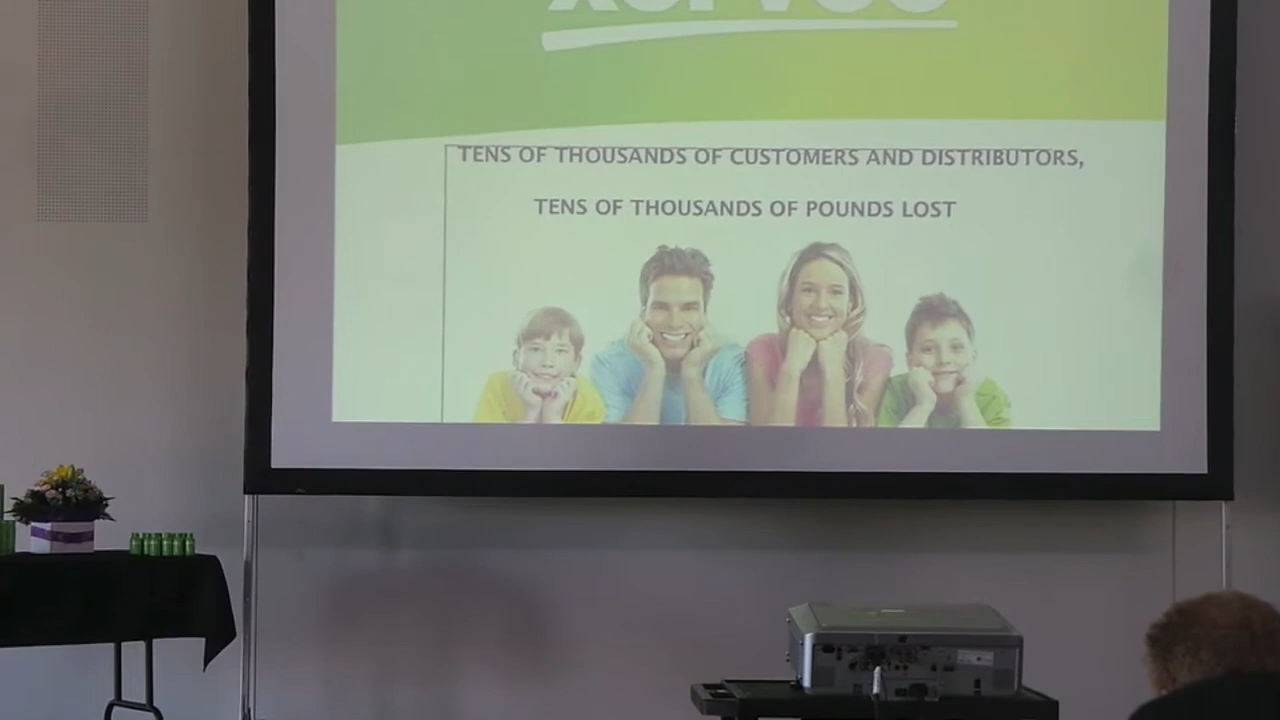 TENS OF THOUSANDS OF CUSTOMERS AND DISTRIBUTORS,
TENS OF THOUSANDS OF POUNDS LOST